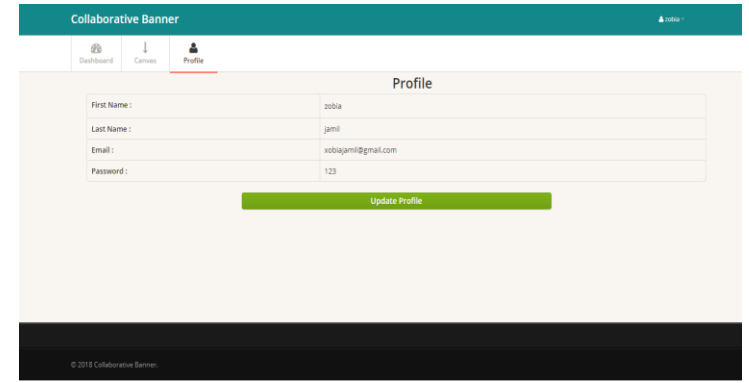 Collaborative Banner
zobia
Dashboard Canvas Profile
Profile
First Name : zobia
Last Name : jamil
Email : xobiajamil@gmail.com
Password : 123
Update Profile
© 2018 Collaborative Banner.